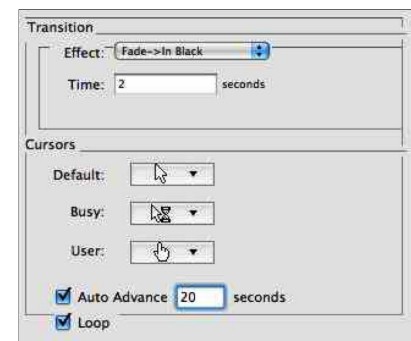 Transition
Effect: Fade->In Black
Time: 2 seconds
Cursors
Default:
Busy:
User:
Auto Advance 20 seconds
Loop